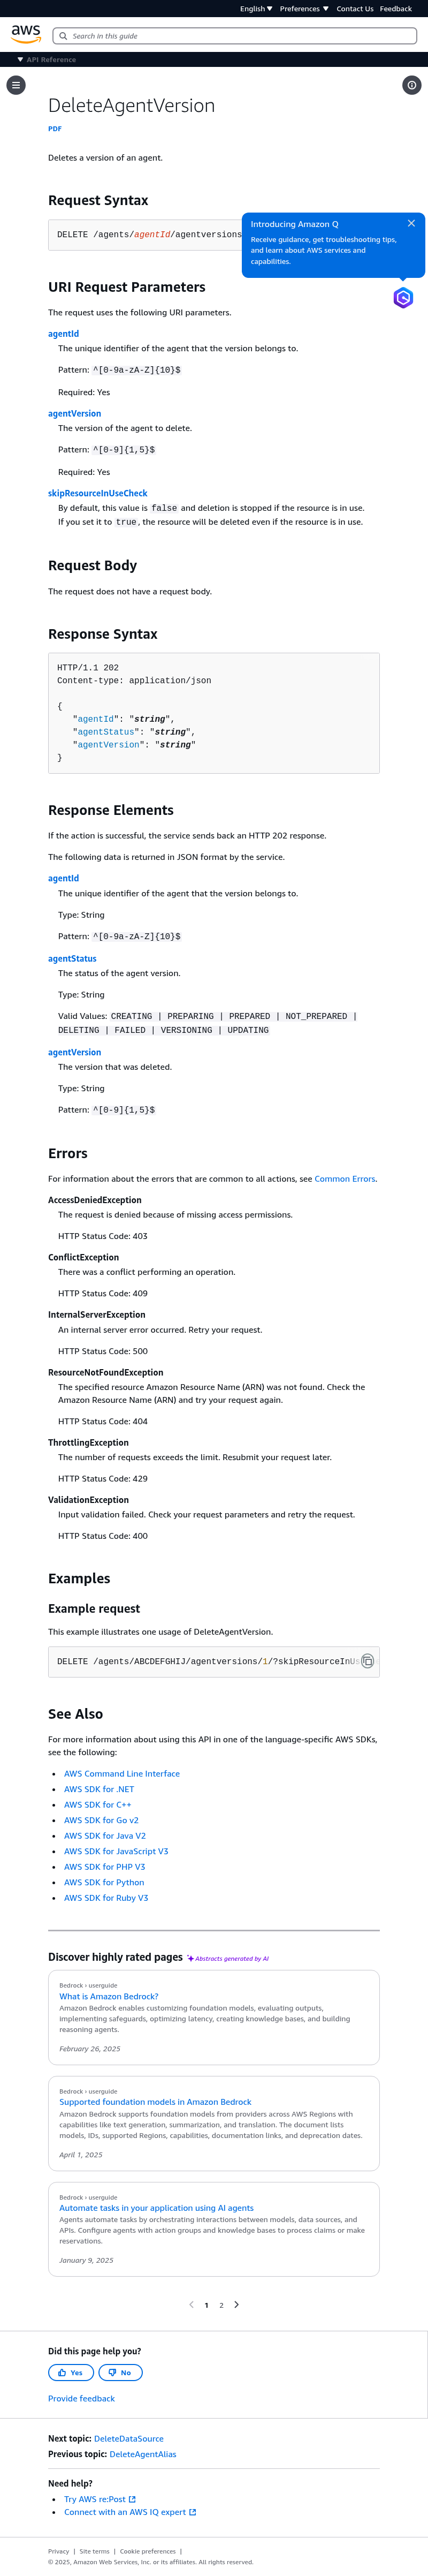 English
Preferences
Contact Us
Feedback
aws
Search in this guide
API Reference
DeleteAgentVersion
PDF
Deletes a version of an agent.
Request Syntax
DELETE /agents/agentId/agentversions
Introducing Amazon Q
Receive guidance, get troubleshooting tips,
and learn about AWS services and
capabilities.
URI Request Parameters
The request uses the following URI parameters.
agentId
The unique identifier of the agent that the version belongs to.
Pattern: ^[0-9a-zA-Z]{10}$
Required: Yes
agentVersion
The version of the agent to delete.
Pattern: ^[0-9]{1,5}$
Required: Yes
skipResourceInUseCheck
By default, this value is false and deletion is stopped if the resource is in use.
If you set it to true, the resource will be deleted even if the resource is in use.
Request Body
The request does not have a request body.
Response Syntax
HTTP/1.1 202
Content-type: application/json
{
"agentId": "string",
"agentStatus": "string",
"agentVersion": "string"
}
Response Elements
If the action is successful, the service sends back an HTTP 202 response.
The following data is returned in JSON format by the service.
agentId
The unique identifier of the agent that the version belongs to.
Type: String
Pattern: ^[0-9a-zA-Z]{10}$
agentStatus
The status of the agent version.
Type: String
Valid Values: CREATING | PREPARING | PREPARED | NOT_PREPARED |
DELETING | FAILED | VERSIONING | UPDATING
agentVersion
The version that was deleted.
Type: String
Pattern: ^[0-9]{1,5}$
Errors
For information about the errors that are common to all actions, see Common Errors.
AccessDeniedException
The request is denied because of missing access permissions.
HTTP Status Code: 403
ConflictException
There was a conflict performing an operation.
HTTP Status Code: 409
InternalServerException
An internal server error occurred. Retry your request.
HTTP Status Code: 500
ResourceNotFoundException
The specified resource Amazon Resource Name (ARN) was not found. Check the
Amazon Resource Name (ARN) and try your request again.
HTTP Status Code: 404
ThrottlingException
The number of requests exceeds the limit. Resubmit your request later.
HTTP Status Code: 429
ValidationException
Input validation failed. Check your request parameters and retry the request.
HTTP Status Code: 400
Examples
Example request
This example illustrates one usage of DeleteAgentVersion.
DELETE /agents/ABCDEFGHIJ/agentversions/1/?skipResourceInUs
See Also
For more information about using this API in one of the language-specific AWS SDKs,
see the following:
• AWS Command Line Interface
• AWS SDK for .NET
• AWS SDK for C++
• AWS SDK for Go v2
• AWS SDK for Java V2
• AWS SDK for JavaScript V3
• AWS SDK for PHP V3
• AWS SDK for Python
• AWS SDK for Ruby V3
Discover highly rated pages Abstracts generated by AI
Bedrock › userguide
What is Amazon Bedrock?
Amazon Bedrock enables customizing foundation models, evaluating outputs,
implementing safeguards, optimizing latency, creating knowledge bases, and building
reasoning agents.
February 26, 2025
Bedrock › userguide
Supported foundation models in Amazon Bedrock
Amazon Bedrock supports foundation models from providers across AWS Regions with
capabilities like text generation, summarization, and translation. The document lists
models, IDs, supported Regions, capabilities, documentation links, and deprecation dates.
April 1, 2025
Bedrock › userguide
Automate tasks in your application using AI agents
Agents automate tasks by orchestrating interactions between models, data sources, and
APIs. Configure agents with action groups and knowledge bases to process claims or make
reservations.
January 9, 2025
1 2
Did this page help you?
Yes
No
Provide feedback
Next topic: DeleteDataSource
Previous topic: DeleteAgentAlias
Need help?
• Try AWS re:Post
• Connect with an AWS IQ expert
Privacy | Site terms | Cookie preferences |
© 2025, Amazon Web Services, Inc. or its affiliates. All rights reserved.